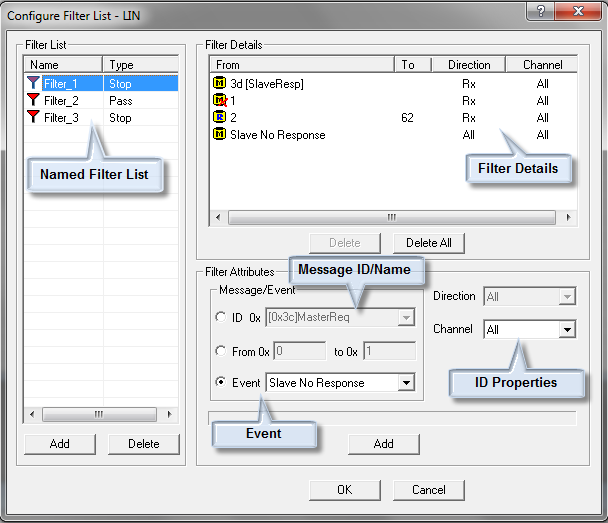 Configure Filter List - LIN
Filter List
Name Type
Filter_1 Stop
Filter_2 Pass
Filter_3 Stop
Named Filter List
Add Delete
Filter Details
From To Direction Channel
M 3d [SlaveResp] Rx All
M 1 Rx All
R 2 62 Rx All
M Slave No Response All All
Filter Details
Delete Delete All
Filter Attributes
Message ID/Name
Message/Event
ID 0x [0x3c]MasterReq
From 0x 0 to 0x 1
Event Slave No Response
Direction All
Channel All
ID Properties
Event
Add
OK Cancel